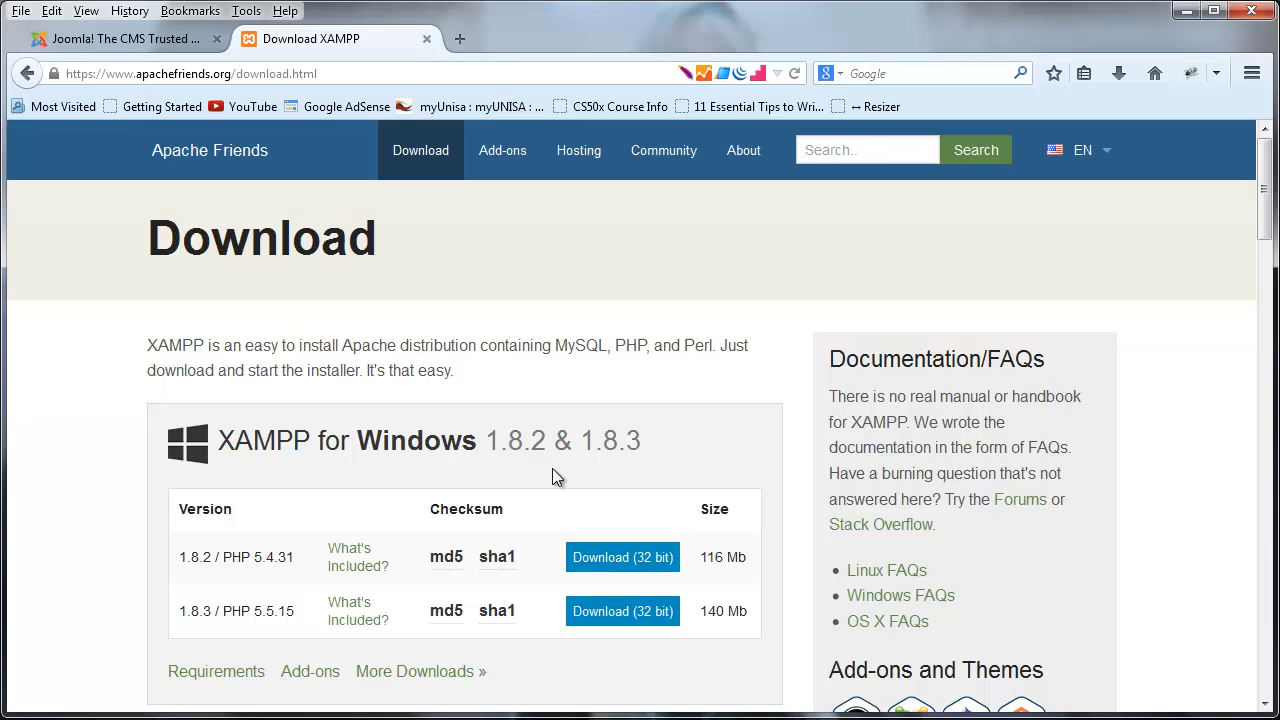 File Edit View History Bookmarks Tools Help
Joomla! The CMS Trusted ... × Download XAMPP × +
https://www.apachefriends.org/download.html Google
Most Visited Getting Started YouTube Google AdSense myUnisa : myUNISA : ... CS50x Course Info 11 Essential Tips to Wri... ↔ Resizer
Apache Friends Download Add-ons Hosting Community About Search.. Search EN
Download
XAMPP is an easy to install Apache distribution containing MySQL, PHP, and Perl. Just
download and start the installer. It's that easy.
XAMPP for Windows 1.8.2 & 1.8.3
Version Checksum Size
1.8.2 / PHP 5.4.31 What's
Included? md5 sha1 Download (32 bit) 116 Mb
1.8.3 / PHP 5.5.15 What's
Included? md5 sha1 Download (32 bit) 140 Mb
Requirements Add-ons More Downloads »
Documentation/FAQs
There is no real manual or handbook
for XAMPP. We wrote the
documentation in the form of FAQs.
Have a burning question that's not
answered here? Try the Forums or
Stack Overflow.
• Linux FAQs
• Windows FAQs
• OS X FAQs
Add-ons and Themes